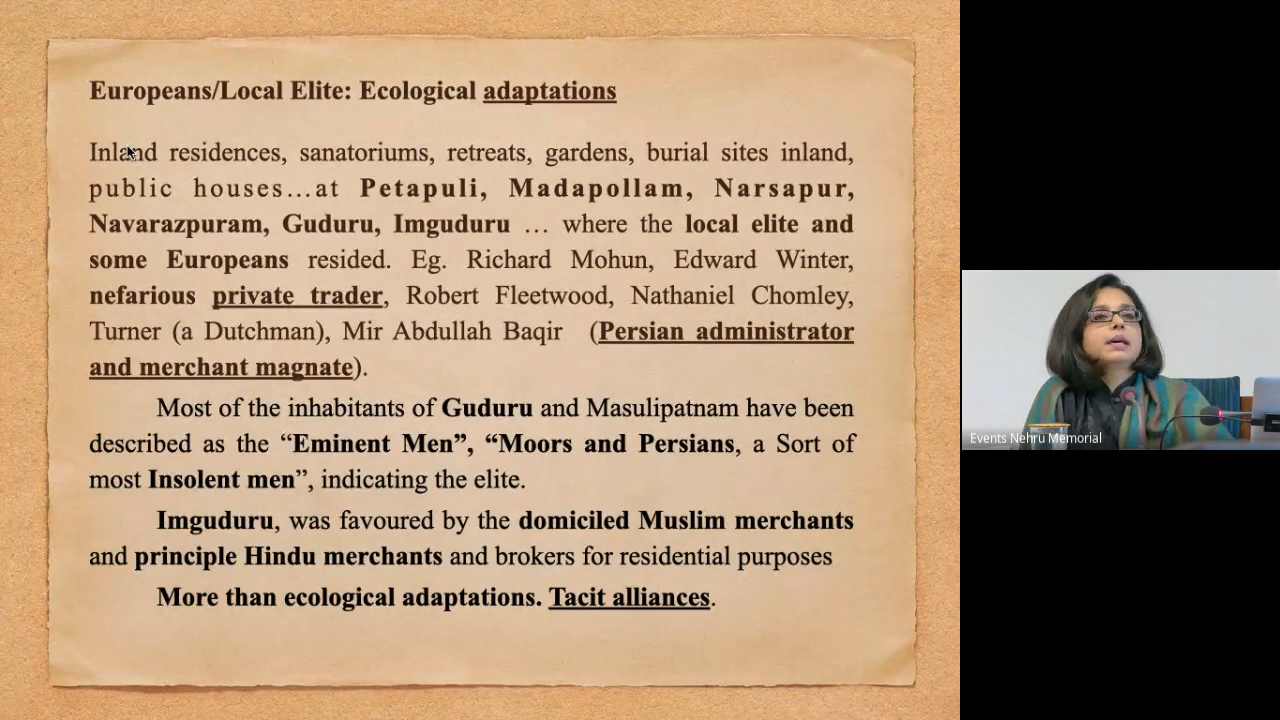 Europeans/Local Elite: Ecological adaptations
Inland residences, sanatoriums, retreats, gardens, burial sites inland,
public houses…at Petapuli, Madapollam, Narsapur,
Navarazpuram, Guduru, Imguduru … where the local elite and
some Europeans resided. Eg. Richard Mohun, Edward Winter,
nefarious private trader, Robert Fleetwood, Nathaniel Chomley,
Turner (a Dutchman), Mir Abdullah Baqir (Persian administrator
and merchant magnate).
Most of the inhabitants of Guduru and Masulipatnam have been
described as the “Eminent Men”, “Moors and Persians, a Sort of
most Insolent men”, indicating the elite.
Imguduru, was favoured by the domiciled Muslim merchants
and principle Hindu merchants and brokers for residential purposes
More than ecological adaptations. Tacit alliances.
Events Nehru Memorial